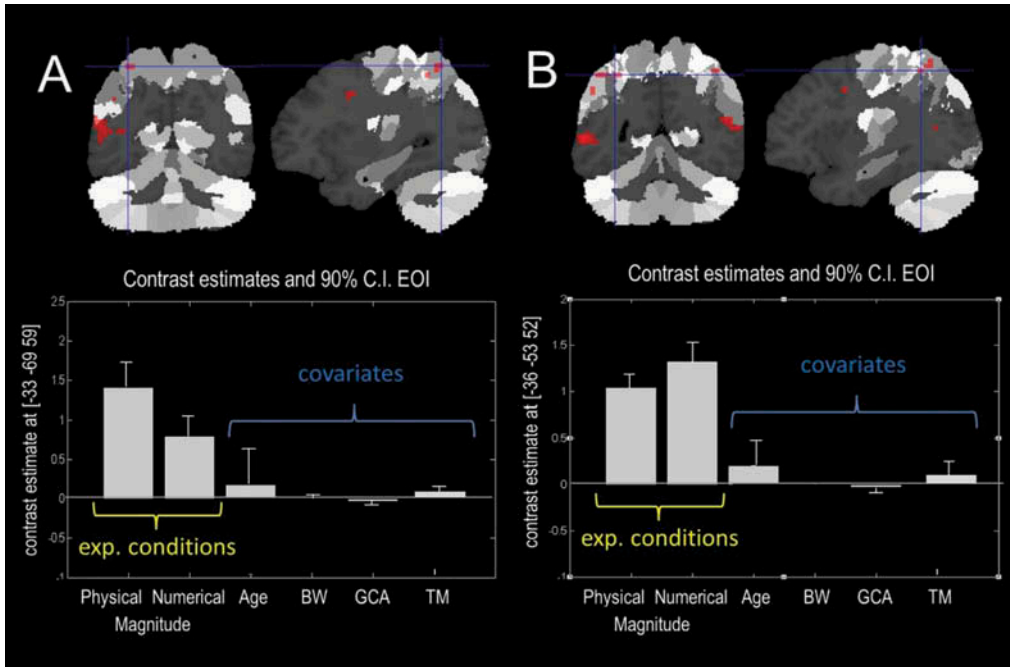 A
B
Contrast estimates and 90% C.I. EOI
contrast estimate at [-33 -69 59]
25
2
1.5
1
0.5
0
-0.5
-1
covariates
exp. conditions
Physical Numerical Age BW GCA TM
Magnitude
Contrast estimates and 90% C.I. EOI
contrast estimate at [-36 -53 52]
2
1.5
1
0.5
0
-0.5
-1
covariates
exp. conditions
Physical Numerical Age BW GCA TM
Magnitude